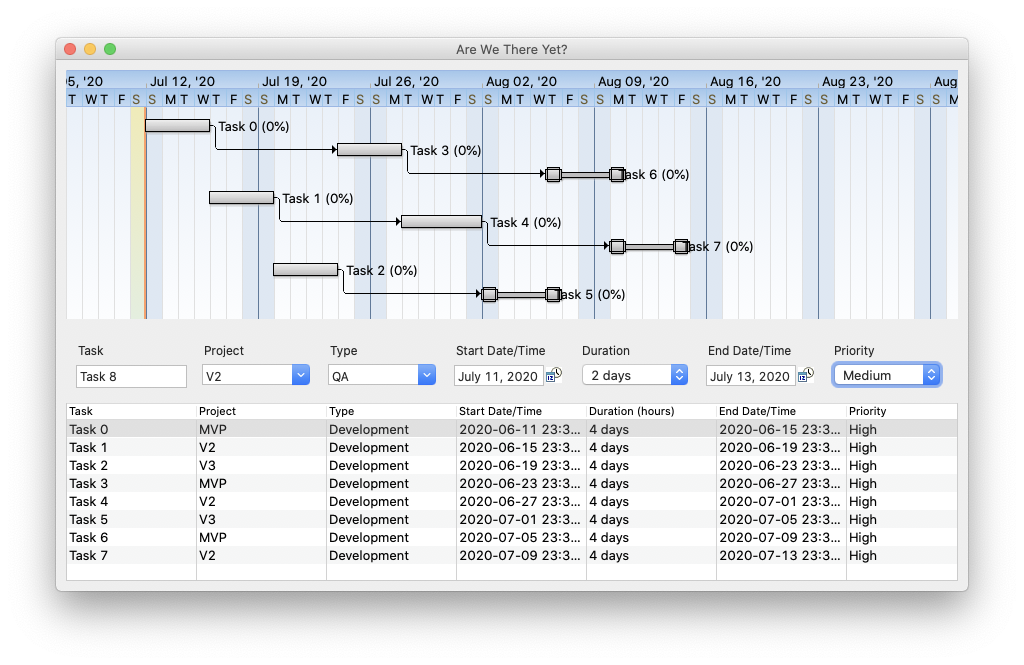 Are We There Yet?
5, '20 Jul 12, '20 Jul 19, '20 Jul 26, '20 Aug 02, '20 Aug 09, '20 Aug 16, '20 Aug 23, '20 Aug
T W T F S S M T W T F S S M T W T F S S M T W T F S S M T W T F S S M T W T F S S M T W T F S S M T W T F S S M
Task 0 (0%)
Task 3 (0%)
Task 6 (0%)
Task 1 (0%)
Task 4 (0%)
Task 7 (0%)
Task 2 (0%)
Task 5 (0%)
Task Project Type Start Date/Time Duration End Date/Time Priority
Task 8 V2 QA July 11, 2020 12 2 days July 13, 2020 12 Medium
Task Project Type Start Date/Time Duration (hours) End Date/Time Priority
Task 0 MVP Development 2020-06-11 23:3... 4 days 2020-06-15 23:3... High
Task 1 V2 Development 2020-06-15 23:3... 4 days 2020-06-19 23:3... High
Task 2 V3 Development 2020-06-19 23:3... 4 days 2020-06-23 23:3... High
Task 3 MVP Development 2020-06-23 23:3... 4 days 2020-06-27 23:3... High
Task 4 V2 Development 2020-06-27 23:3... 4 days 2020-07-01 23:3... High
Task 5 V3 Development 2020-07-01 23:3... 4 days 2020-07-05 23:3... High
Task 6 MVP Development 2020-07-05 23:3... 4 days 2020-07-09 23:3... High
Task 7 V2 Development 2020-07-09 23:3... 4 days 2020-07-13 23:3... High